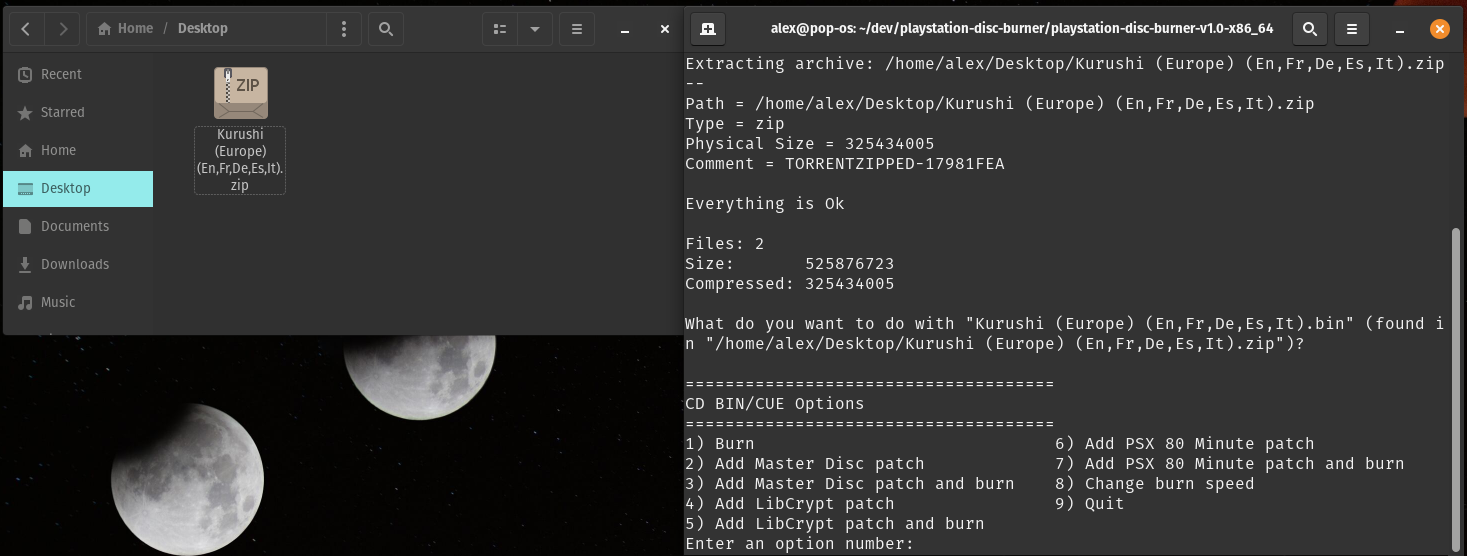 Home / Desktop
Recent
Starred
Home
Desktop
Documents
Downloads
Music
ZIP
Kurushi
(Europe)
(En,Fr,De,Es,It).
zip
alex@pop-os: ~/dev/playstation-disc-burner/playstation-disc-burner-v1.0-x86_64
Extracting archive: /home/alex/Desktop/Kurushi (Europe) (En,Fr,De,Es,It).zip
--
Path = /home/alex/Desktop/Kurushi (Europe) (En,Fr,De,Es,It).zip
Type = zip
Physical Size = 325434005
Comment = TORRENTZIPPED-17981FEA
Everything is Ok
Files: 2
Size:       525876723
Compressed: 325434005
What do you want to do with "Kurushi (Europe) (En,Fr,De,Es,It).bin" (found i
n "/home/alex/Desktop/Kurushi (Europe) (En,Fr,De,Es,It).zip")?
=====================================
CD BIN/CUE Options
=====================================
1) Burn                              6) Add PSX 80 Minute patch
2) Add Master Disc patch             7) Add PSX 80 Minute patch and burn
3) Add Master Disc patch and burn    8) Change burn speed
4) Add LibCrypt patch                9) Quit
5) Add LibCrypt patch and burn
Enter an option number: